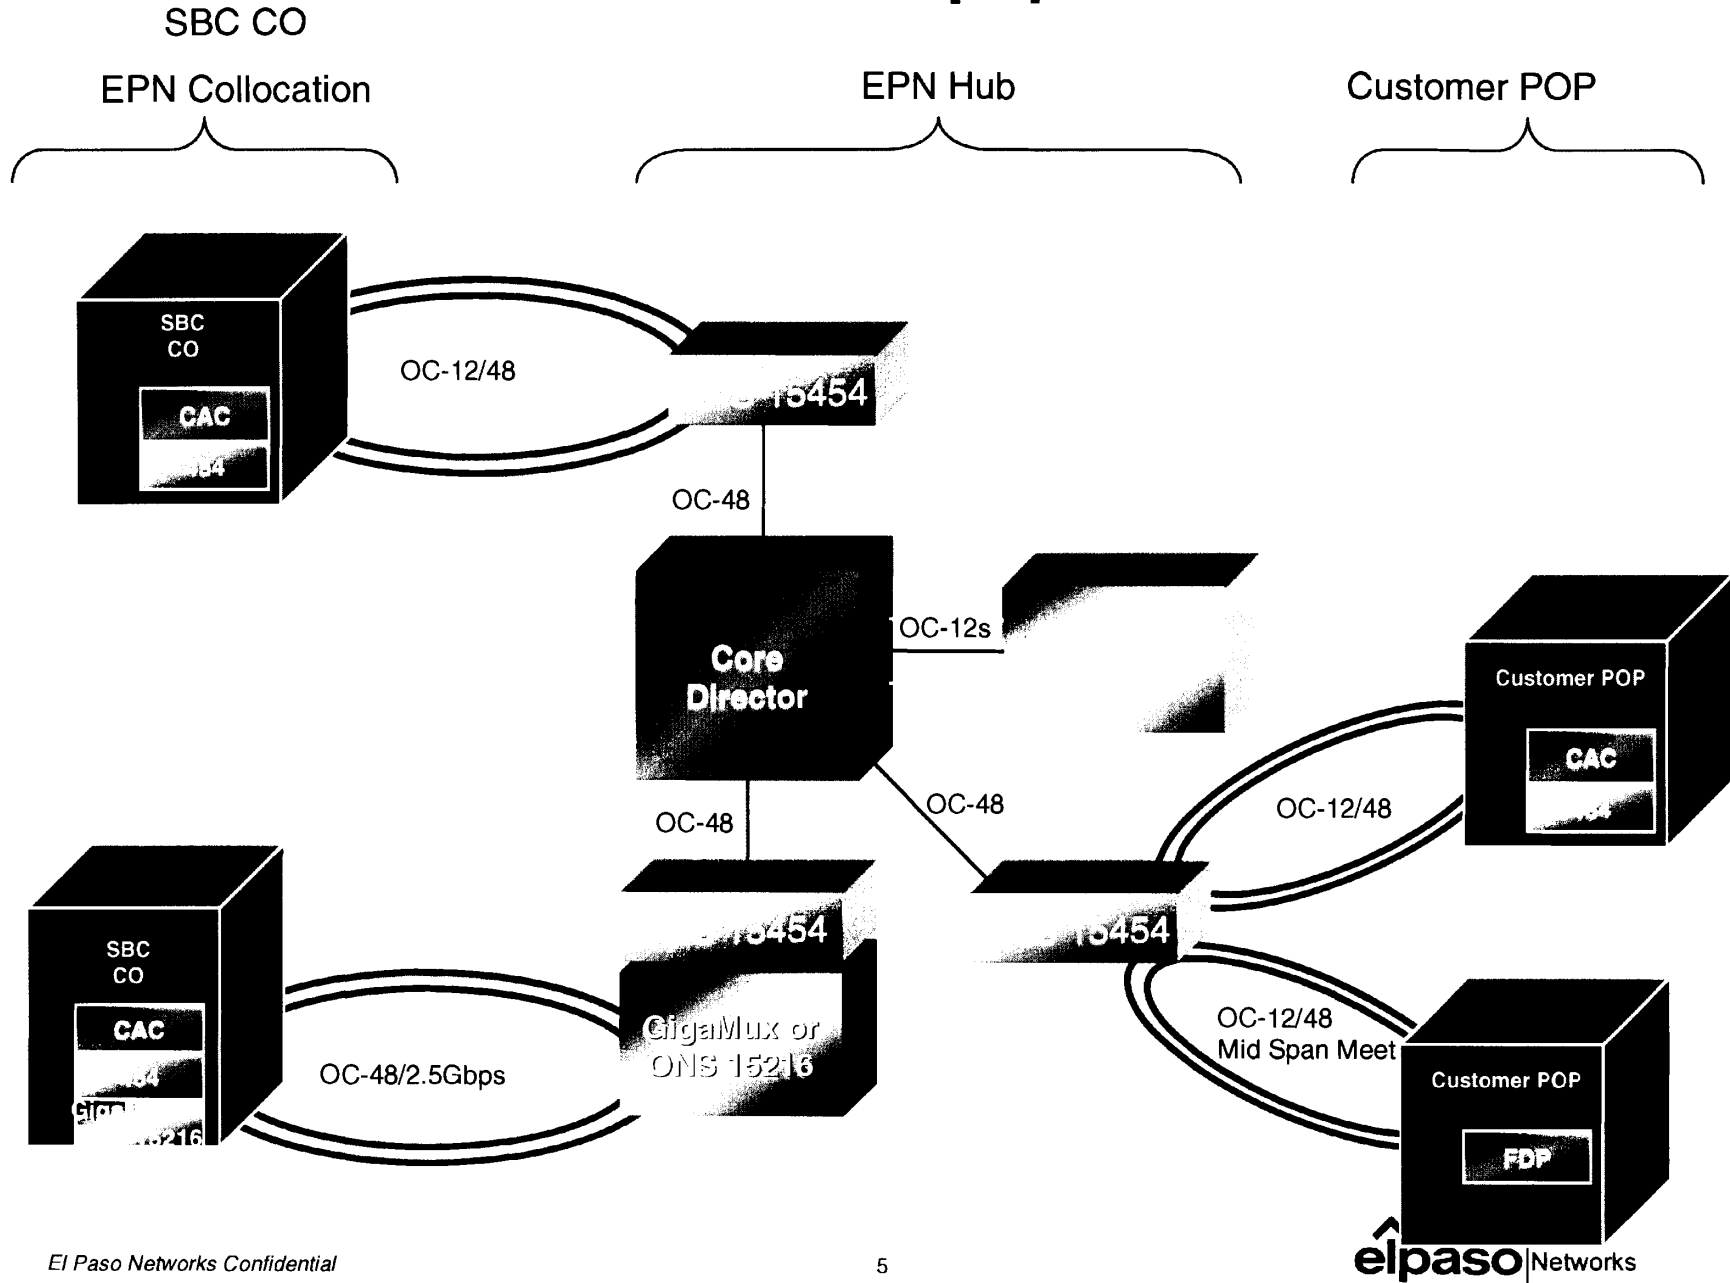 SBC CO
EPN Collocation
EPN Hub
Customer POP
SBC
CO
CAC
OC-12/48
15454
OC-48
Core
Director
OC-12s
Customer POP
CAC
OC-12/48
OC-48
OC-48
15454
15454
SBC
CO
CAC
15216
OC-48/2.5Gbps
GigaMux or
ONS 15216
OC-12/48
Mid Span Meet
Customer POP
FDP
El Paso Networks Confidential
5
elpaso Networks